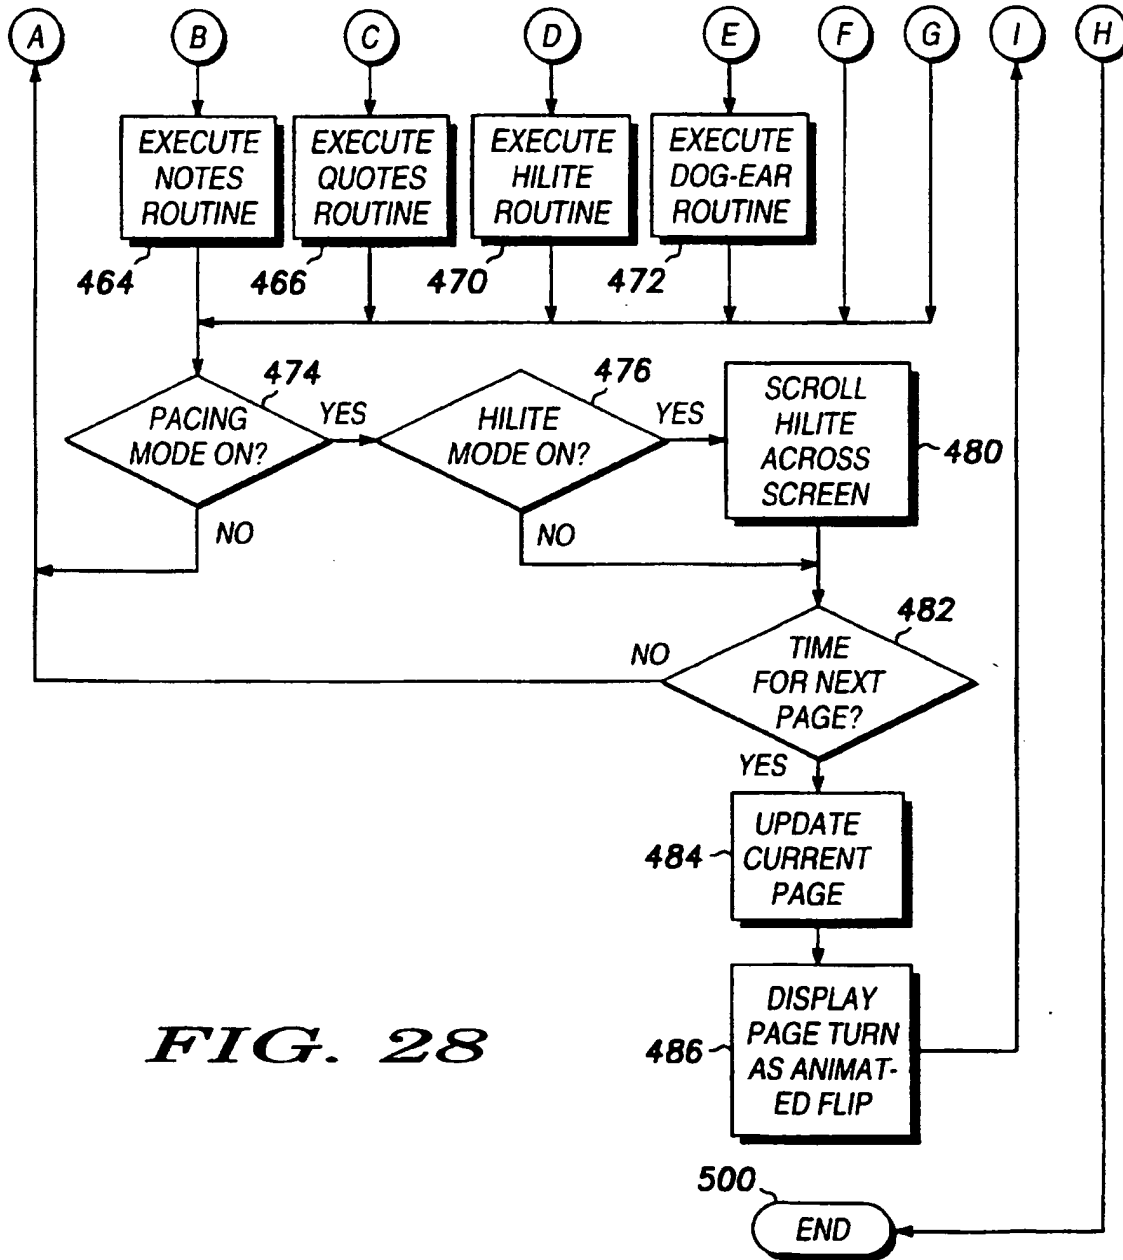 A B C D E F G I H
EXECUTE
NOTES
ROUTINE
464
EXECUTE
QUOTES
ROUTINE
466
EXECUTE
HILITE
ROUTINE
470
EXECUTE
DOG-EAR
ROUTINE
472
PACING
MODE ON?
474
YES
NO
HILITE
MODE ON?
476
YES
NO
SCROLL
HILITE
ACROSS
SCREEN
480
TIME
FOR NEXT
PAGE?
482
NO
YES
UPDATE
CURRENT
PAGE
484
DISPLAY
PAGE TURN
AS ANIMAT-
ED FLIP
486
FIG. 28
500
END